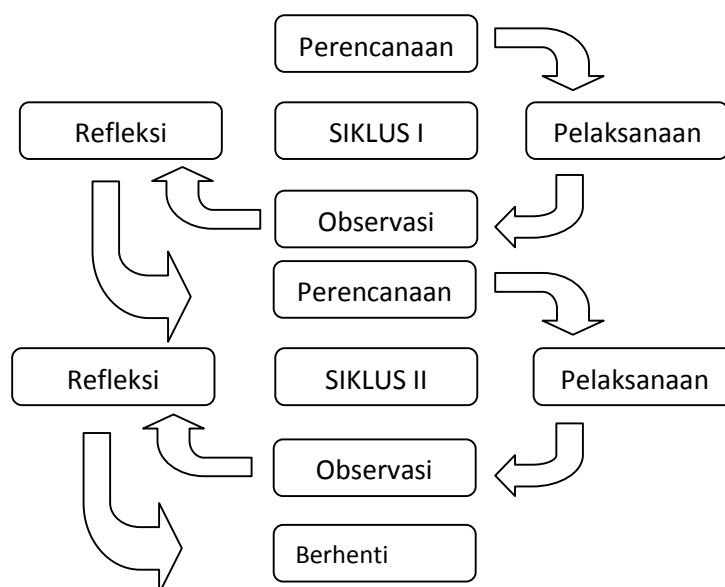 Perencanaan
Refleksi
SIKLUS I
Pelaksanaan
Observasi
Perencanaan
Refleksi
SIKLUS II
Pelaksanaan
Observasi
Berhenti